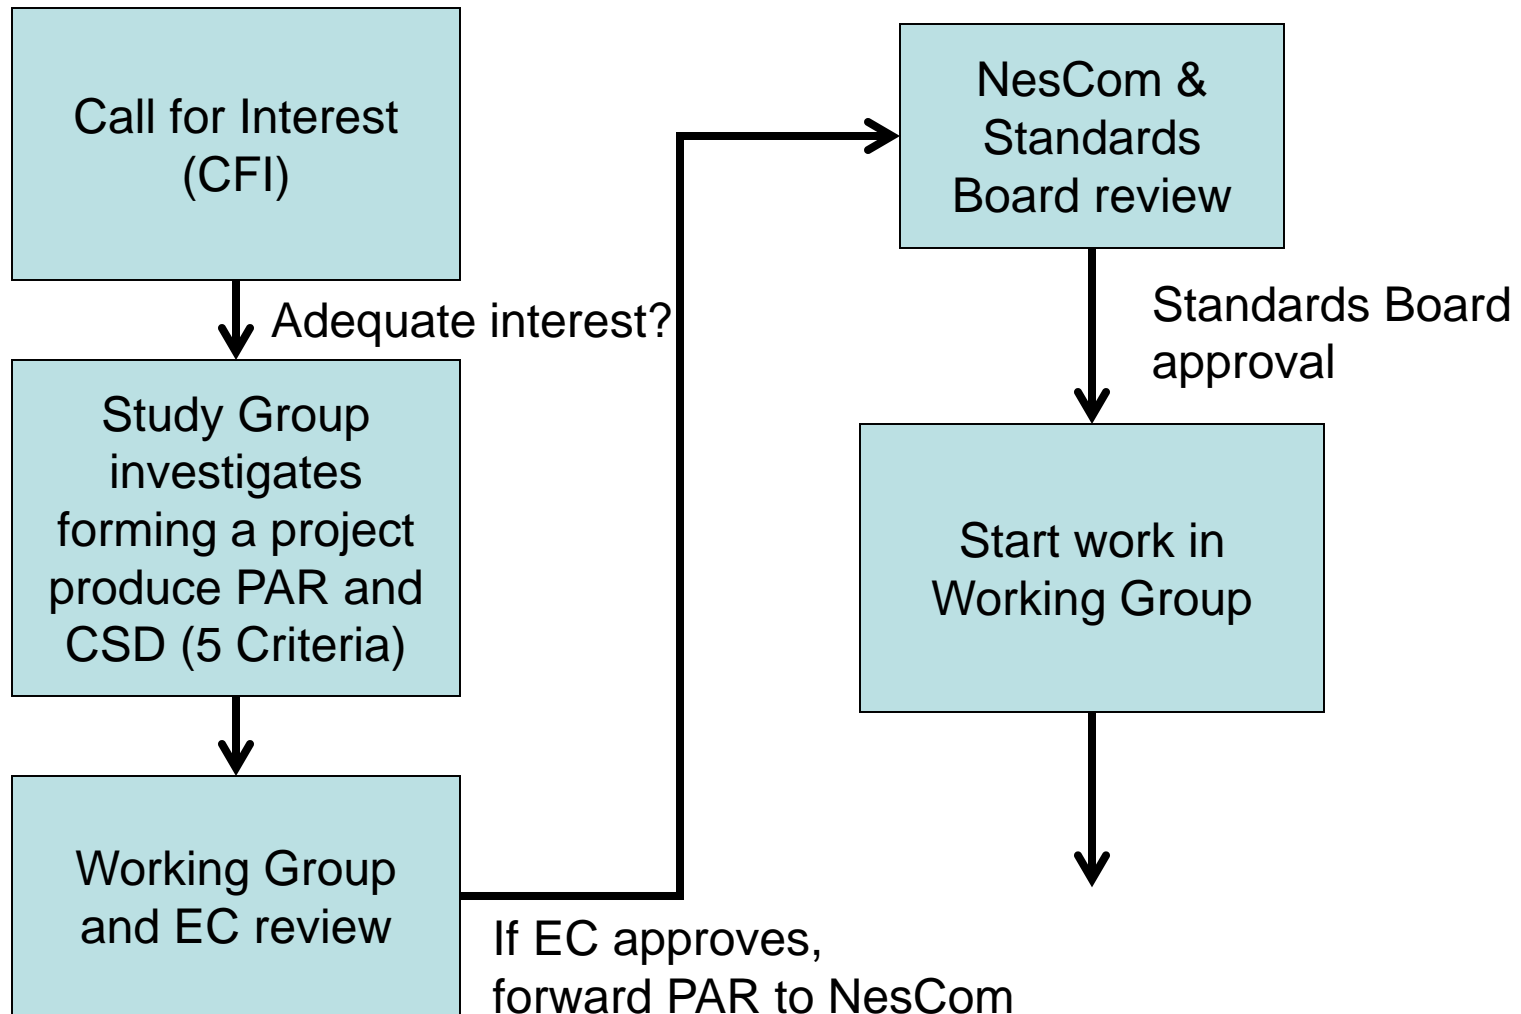 Call for Interest
(CFI)
Adequate interest?
Study Group
investigates
forming a project
produce PAR and
CSD (5 Criteria)
Working Group
and EC review
If EC approves,
forward PAR to NesCom
NesCom &
Standards
Board review
Standards Board
approval
Start work in
Working Group